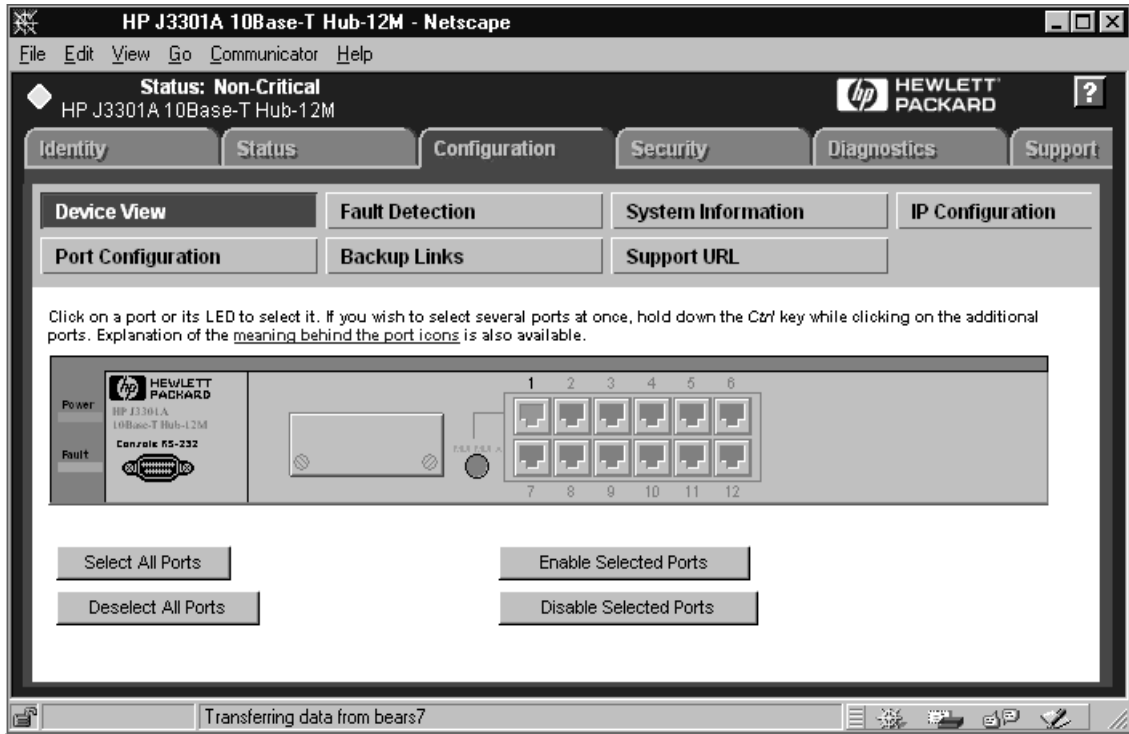 HP J3301A 10Base-T Hub-12M - Netscape
File Edit View Go Communicator Help
Status: Non-Critical
HP J3301A 10Base-T Hub-12M
hp HEWLETT PACKARD
?
Identity Status Configuration Security Diagnostics Support
Device View Fault Detection System Information IP Configuration
Port Configuration Backup Links Support URL
Click on a port or its LED to select it. If you wish to select several ports at once, hold down the Ctrl key while clicking on the additional
ports. Explanation of the meaning behind the port icons is also available.
hp HEWLETT PACKARD
Power
HP J3301A
10Base-T Hub-12M
Console RS-232
Fault
1 2 3 4 5 6
7 8 9 10 11 12
Select All Ports Enable Selected Ports
Deselect All Ports Disable Selected Ports
Transferring data from bears7